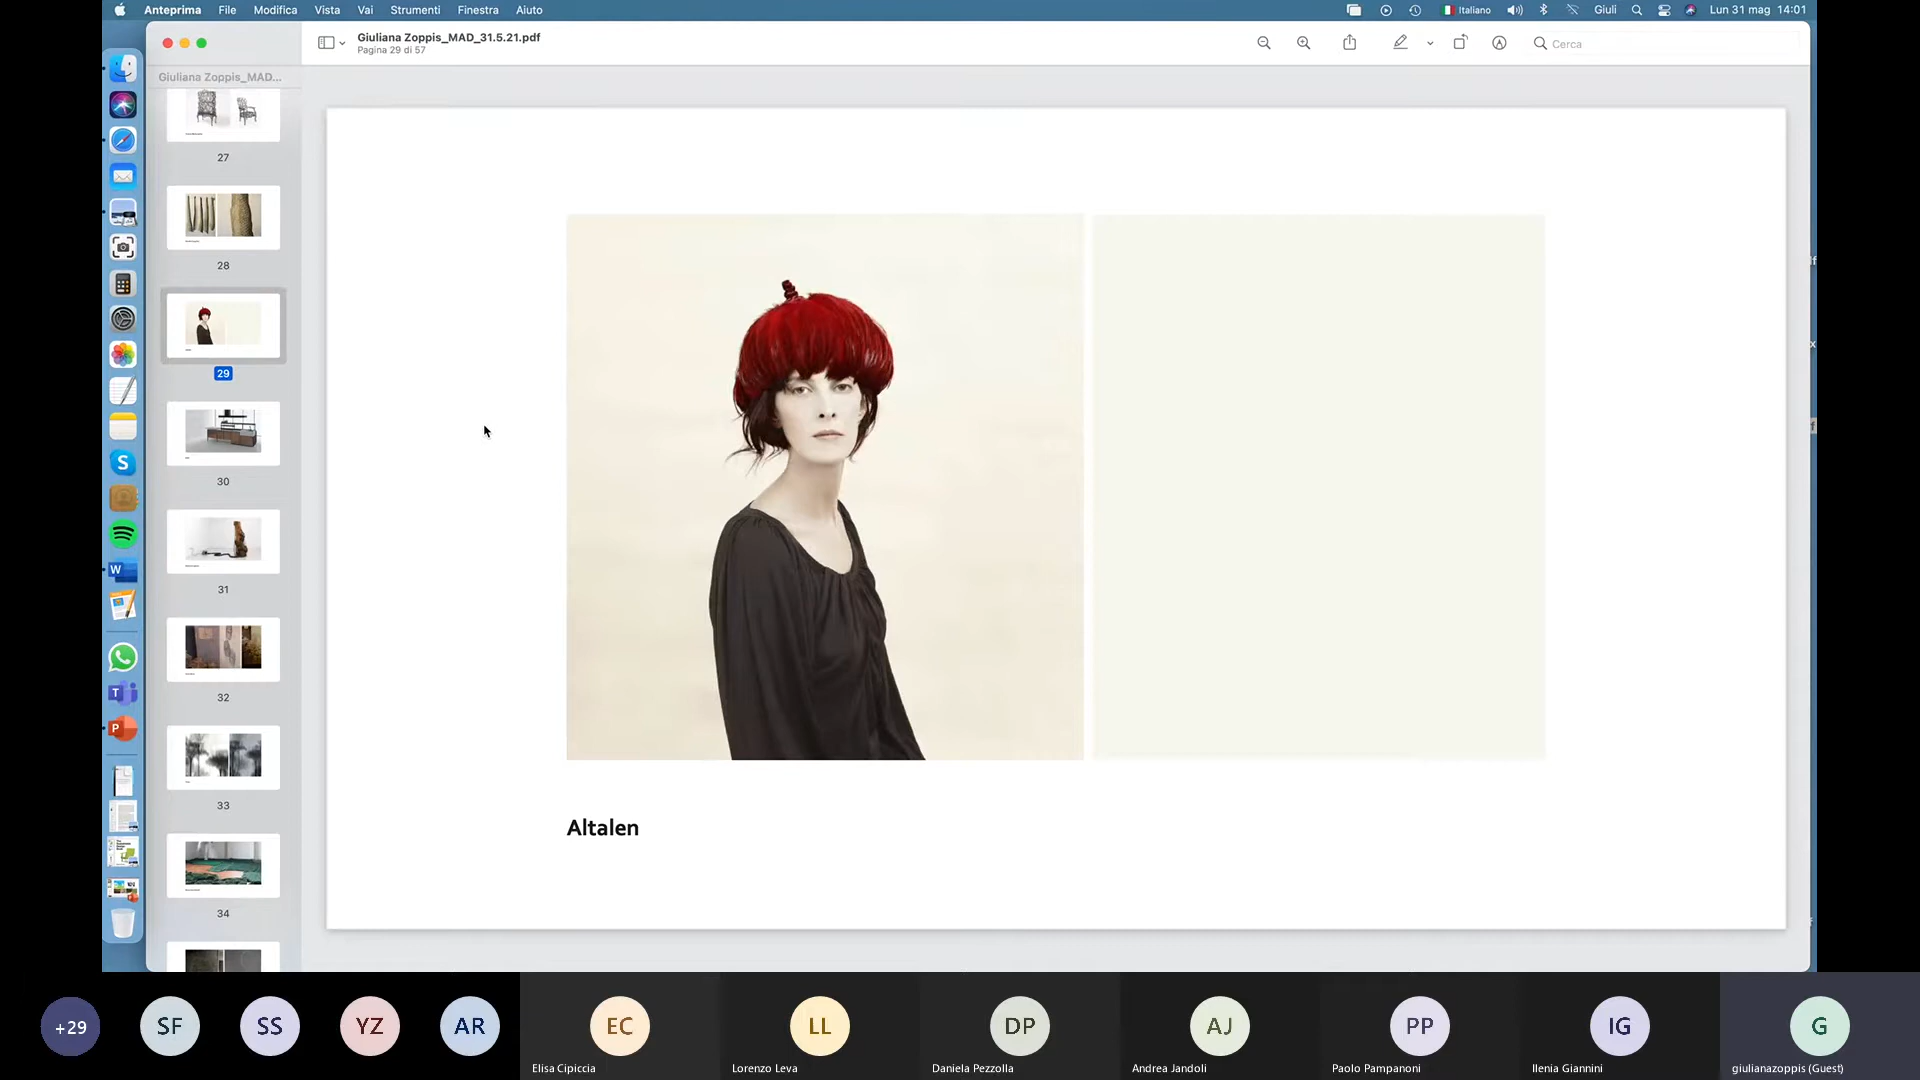 Anteprima File Modifica Vista Vai Strumenti Finestra Aiuto Italiano Giuli Lun 31 mag 14:01
Giuliana Zoppis_MAD_31.5.21.pdf
Pagina 29 di 57
Cerca
Giuliana Zoppis_MAD...
27
28
29
30
31
32
33
34
Altalen
+29 SF SS YZ AR EC LL DP AJ PP IG G
Elisa Cipiccia Lorenzo Leva Daniela Pezzolla Andrea Jandoli Paolo Pampanoni Ilenia Giannini giulianazoppis (Guest)